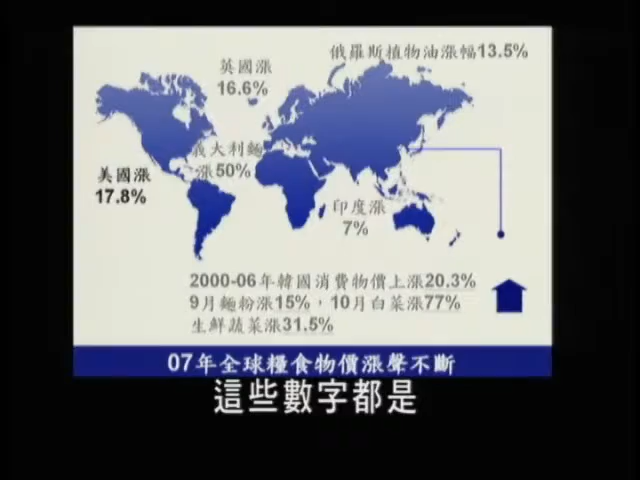 俄羅斯植物油漲幅13.5%
英國漲
16.6%
義大利麵
漲50%
美國漲
17.8%
印度漲
7%
2000-06年韓國消費物價上漲20.3%
9月麵粉漲15%，10月白菜漲77%
生鮮蔬菜漲31.5%
07年全球糧食物價漲聲不斷
這些數字都是